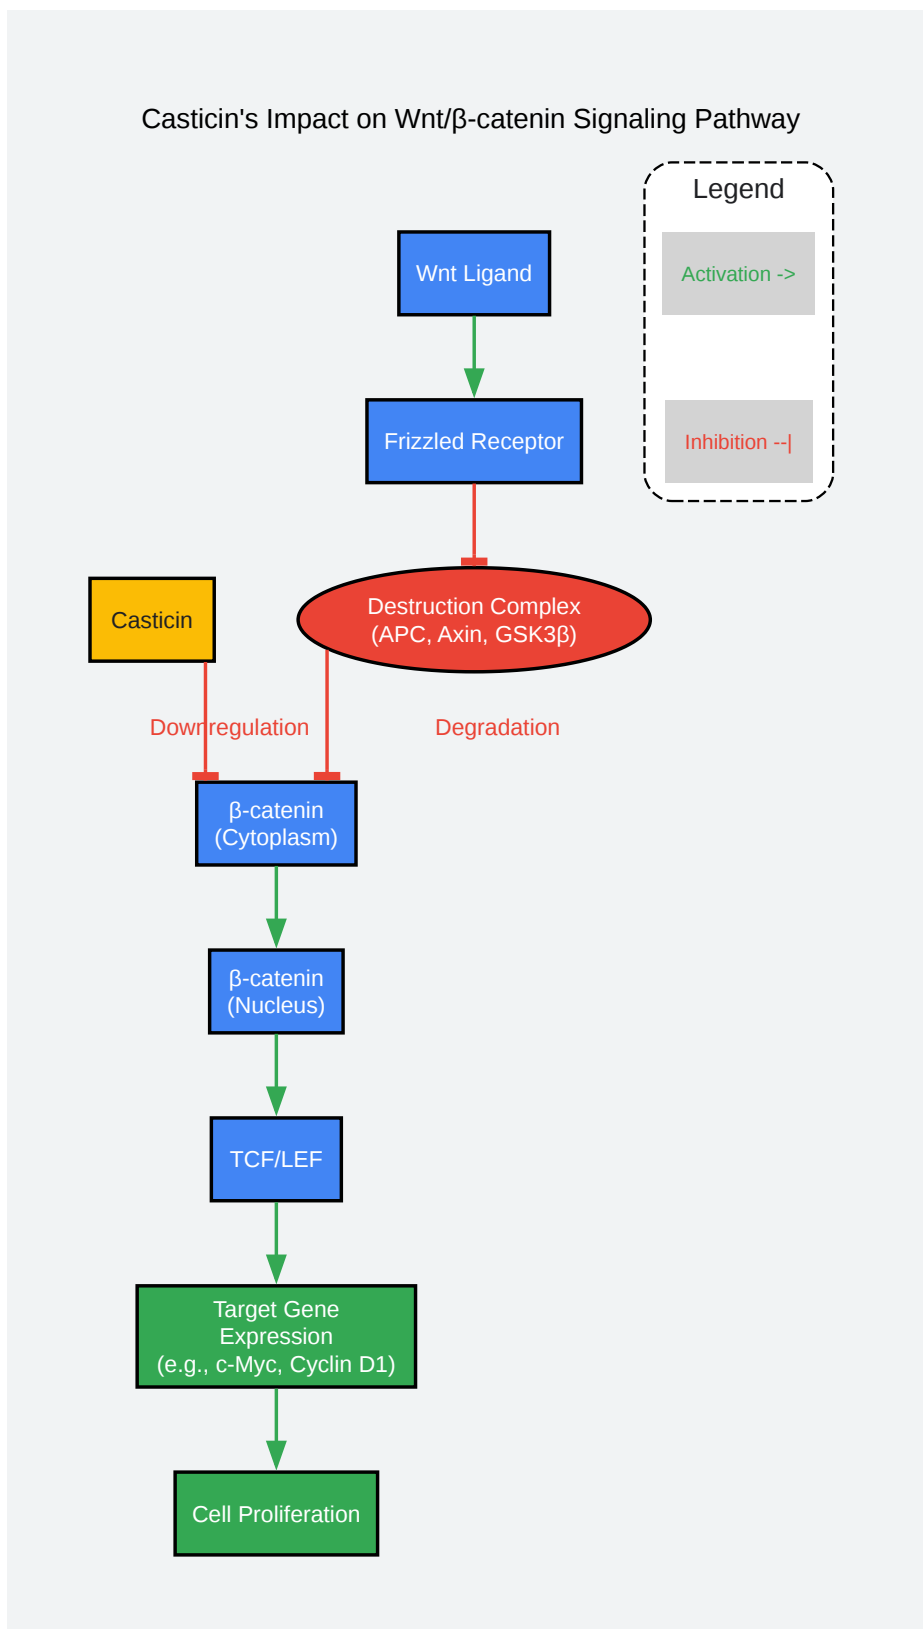 Casticin's Impact on Wnt/β-catenin Signaling Pathway
Legend
Wnt Ligand
Activation ->
Frizzled Receptor
Inhibition --|
Casticin
Destruction Complex
(APC, Axin, GSK3β)
Downregulation
Degradation
β-catenin
(Cytoplasm)
β-catenin
(Nucleus)
TCF/LEF
Target Gene
Expression
(e.g., c-Myc, Cyclin D1)
Cell Proliferation